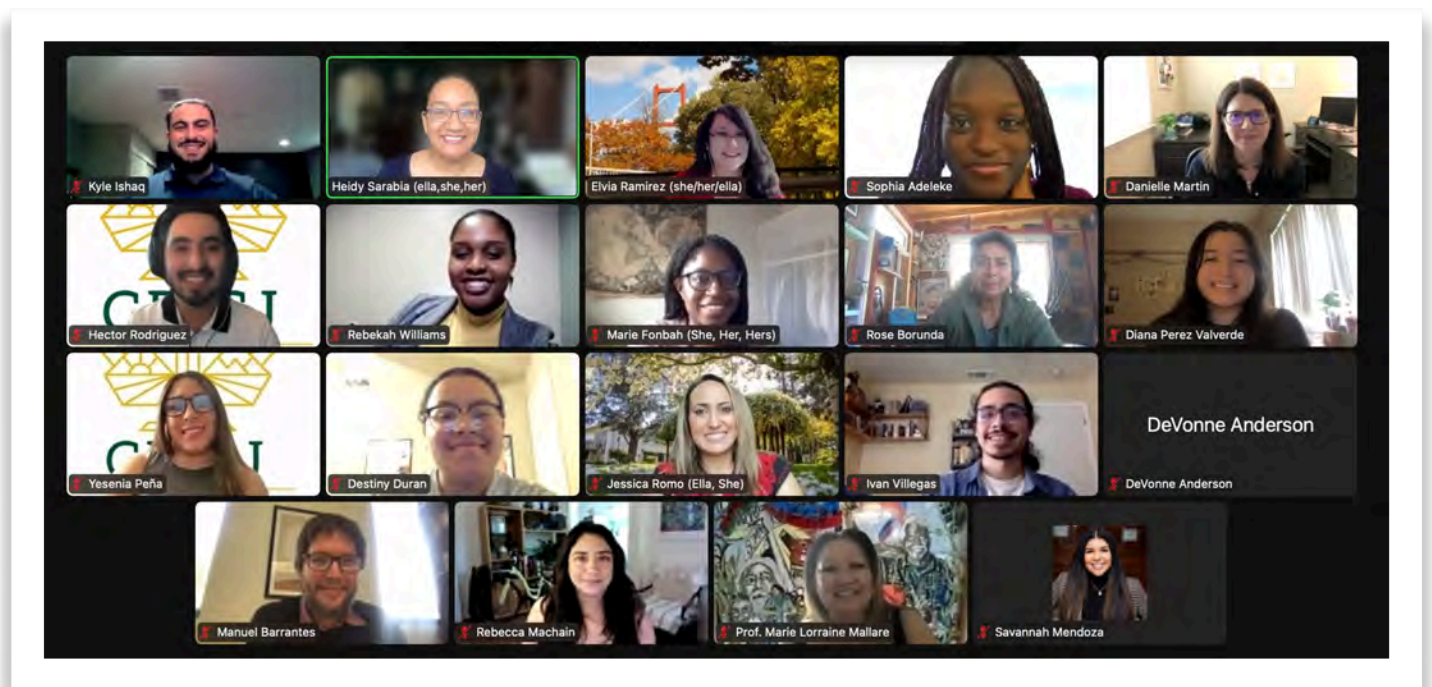 Kyle Ishaq
Heidy Sarabia (ella,she,her)
Elvia Ramirez (she/her/ella)
Sophia Adeleke
Danielle Martin
Hector Rodriguez
Rebekah Williams
Marie Fonbah (She, Her, Hers)
Rose Borunda
Diana Perez Valverde
Yesenia Peña
Destiny Duran
Jessica Romo (Ella, She)
Ivan Villegas
DeVonne Anderson
DeVonne Anderson
Manuel Barrantes
Rebecca Machain
Prof. Marie Lorraine Mallare
Savannah Mendoza